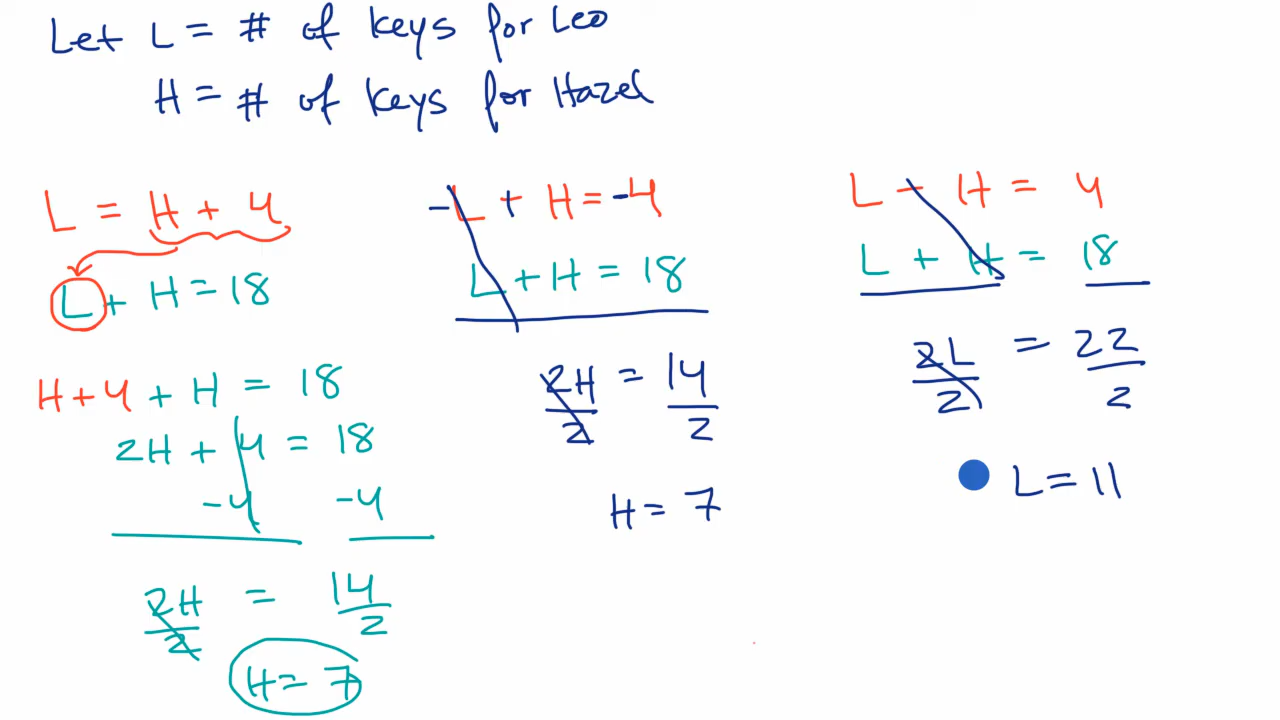 Let L = # of keys for Leo
H = # of keys for Hazel
L = H + 4
L + H = 18
H + 4 + H = 18
2H + 4 = 18
-4 -4
2H = 14
2 2
H = 7
-L + H = -4
L + H = 18
2H = 14
2 2
H = 7
L - H = 4
L + H = 18
2L = 22
2 2
L = 11